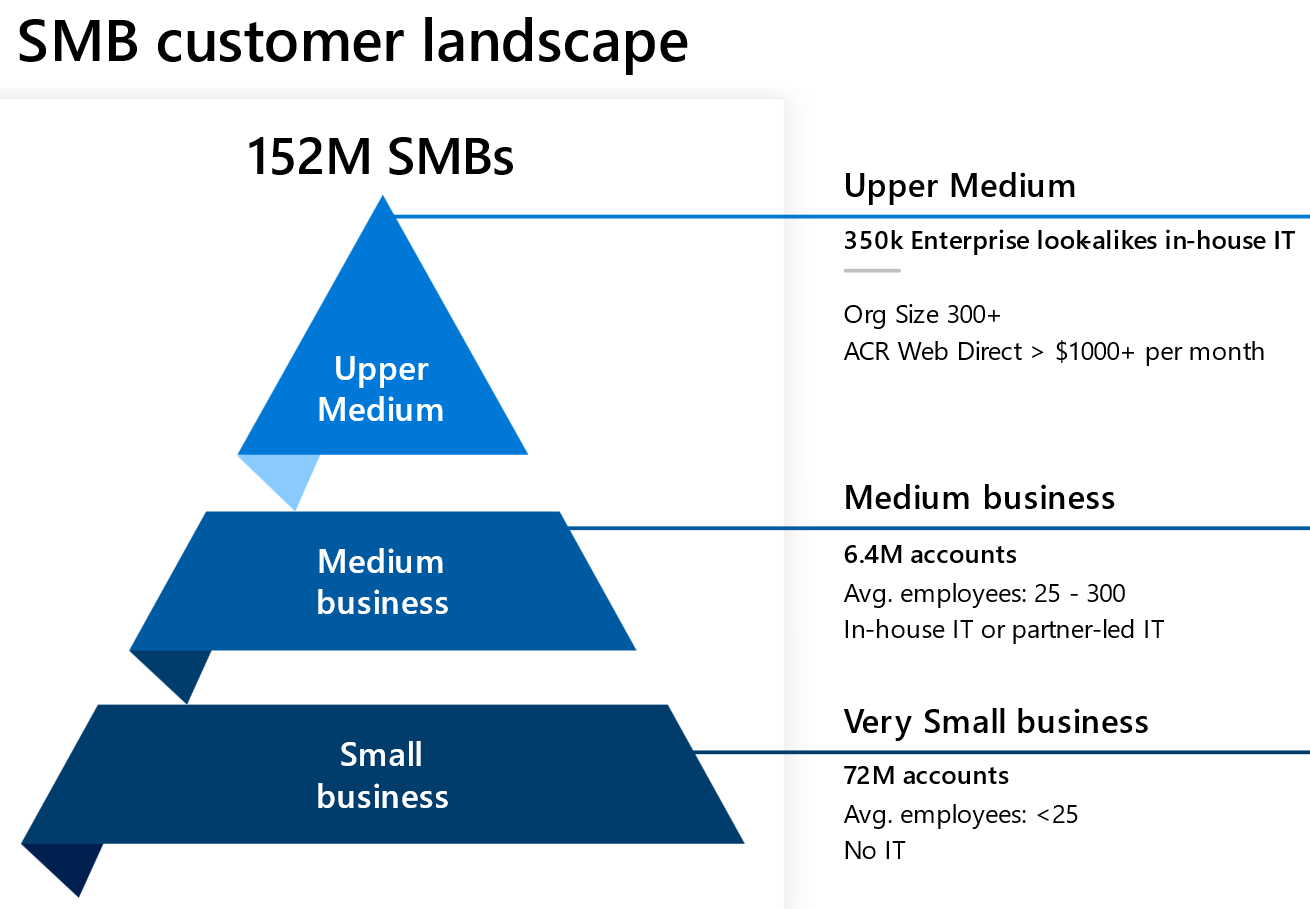 SMB customer landscape
152M SMBs
Upper
Medium
Medium
business
Small
business
Upper Medium
350k Enterprise look-alikes in-house IT
Org Size 300+
ACR Web Direct > $1000+ per month
Medium business
6.4M accounts
Avg. employees: 25 - 300
In-house IT or partner-led IT
Very Small business
72M accounts
Avg. employees: <25
No IT